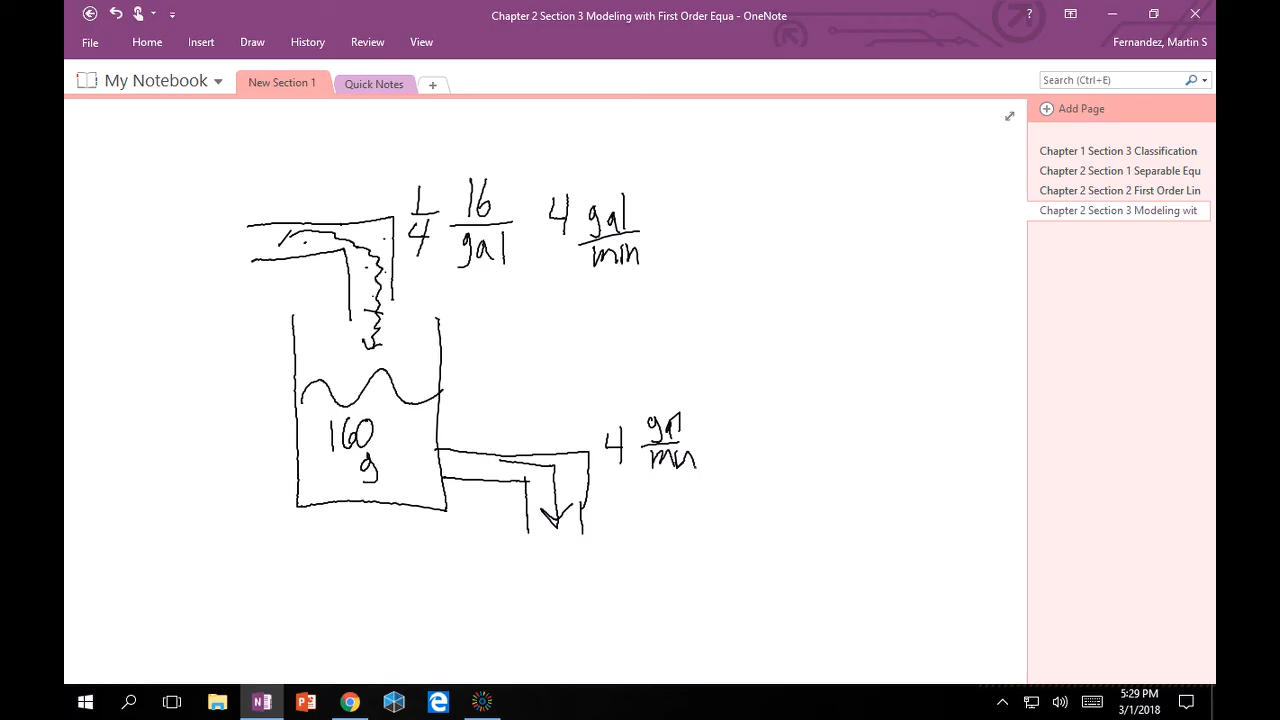 Chapter 2 Section 3 Modeling with First Order Equa - OneNote
?
File Home Insert Draw History Review View
Fernandez, Martin S
My Notebook
New Section 1
Quick Notes
+
Search (Ctrl+E)
Add Page
Chapter 1 Section 3 Classification
Chapter 2 Section 1 Separable Equ
Chapter 2 Section 2 First Order Lin
Chapter 2 Section 3 Modeling wit
1/4 lb/gal 4 gal/min
160
g
4 gal/min
5:29 PM
3/1/2018